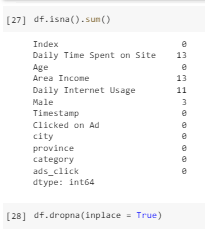 [27] df.isna().sum()
Index 0
Daily Time Spent on Site 13
Age 0
Area Income 13
Daily Internet Usage 11
Male 3
Timestamp 0
Clicked on Ad 0
city 0
province 0
category 0
ads_click 0
dtype: int64
[28] df.dropna(inplace = True)